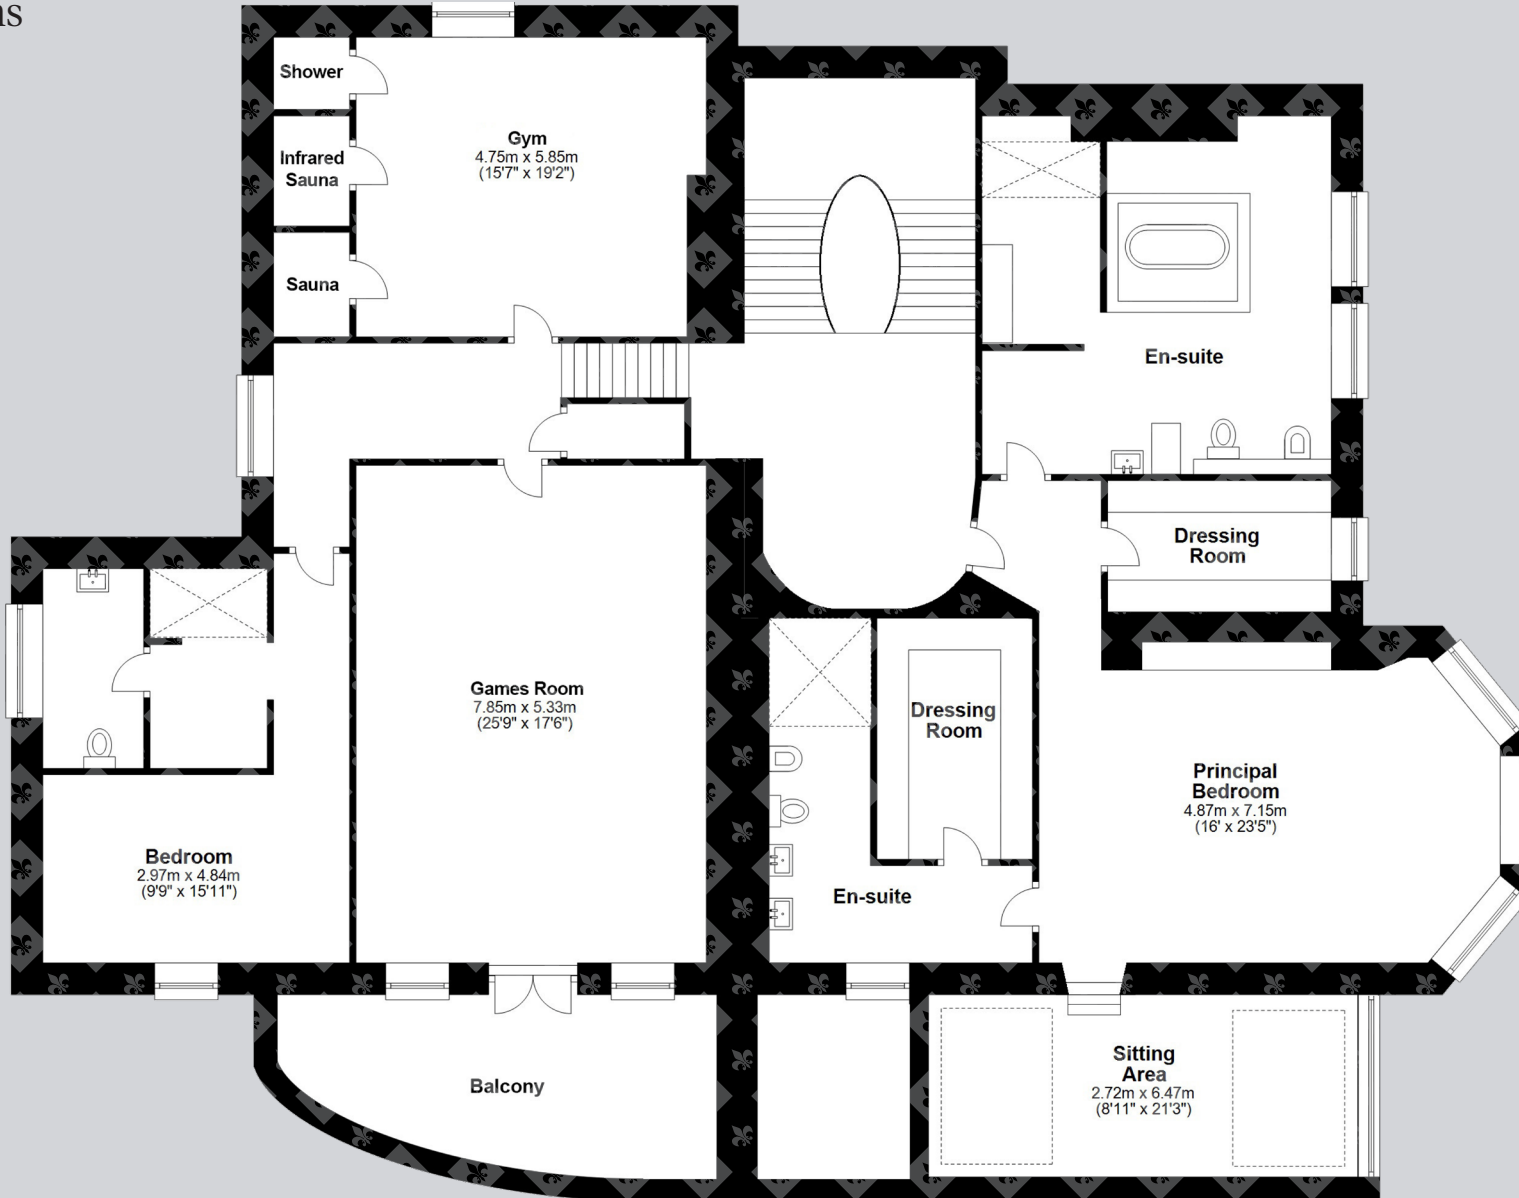 ns
Shower
Infrared
Sauna
Sauna
Gym
4.75m x 5.85m
(15'7" x 19'2")
En-suite
Dressing
Room
Games Room
7.85m x 5.33m
(25'9" x 17'6")
Dressing
Room
Principal
Bedroom
4.87m x 7.15m
(16' x 23'5")
Bedroom
2.97m x 4.84m
(9'9" x 15'11")
En-suite
Balcony
Sitting
Area
2.72m x 6.47m
(8'11" x 21'3")